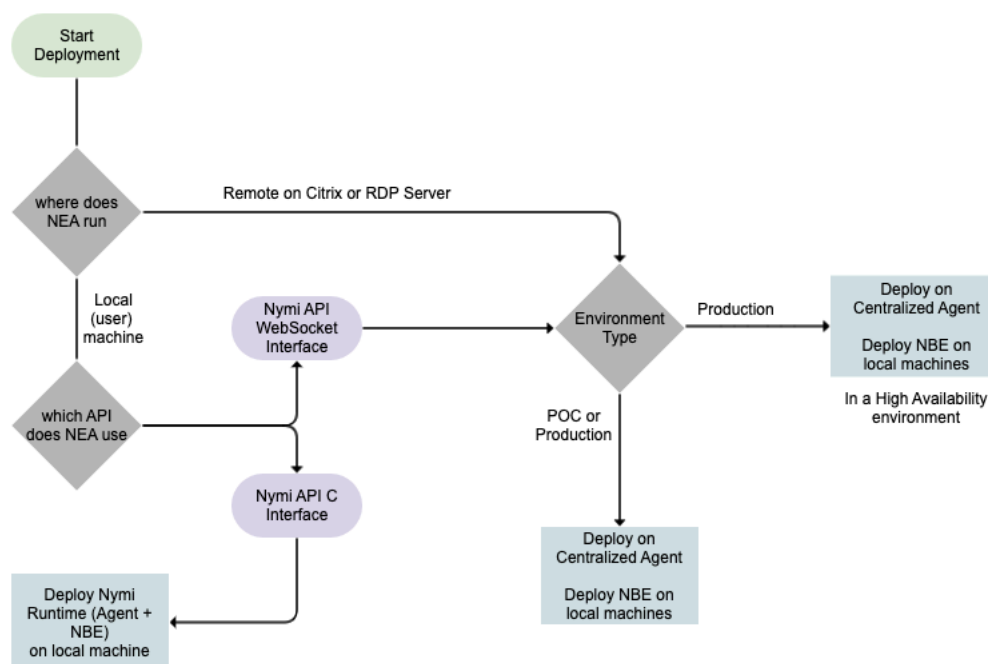 Start
Deployment
where does
NEA run
Remote on Citrix or RDP Server
Local
(user)
machine
which API
does NEA use
Nymi API
WebSocket
Interface
Nymi API C
Interface
Deploy Nymi
Runtime (Agent +
NBE)
on local machine
Environment
Type
Production
Deploy on
Centralized Agent
Deploy NBE on
local machines
In a High Availability
environment
POC or
Production
Deploy on
Centralized Agent
Deploy NBE on
local machines